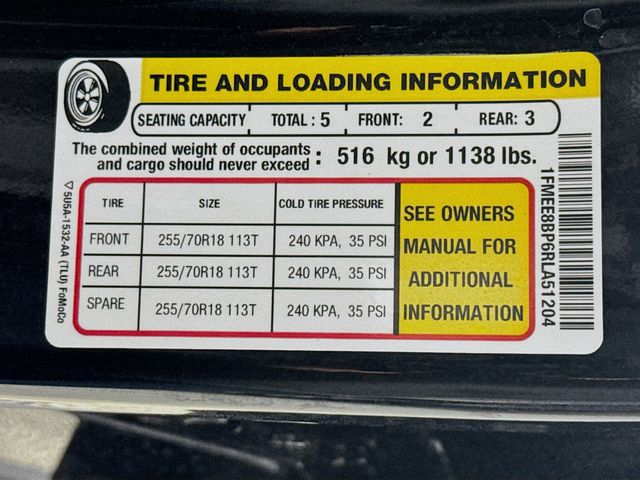 TIRE AND LOADING INFORMATION
SEATING CAPACITY TOTAL : 5 FRONT: 2 REAR: 3
The combined weight of occupants
and cargo should never exceed : 516 kg or 1138 lbs.
TIRE SIZE COLD TIRE PRESSURE
FRONT 255/70R18 113T 240 KPA, 35 PSI
REAR 255/70R18 113T 240 KPA, 35 PSI
SPARE 255/70R18 113T 240 KPA, 35 PSI
SEE OWNERS
MANUAL FOR
ADDITIONAL
INFORMATION
5U5A-1532-AA (TLU) FoMoCo
1FMEE8BP6RLA51204